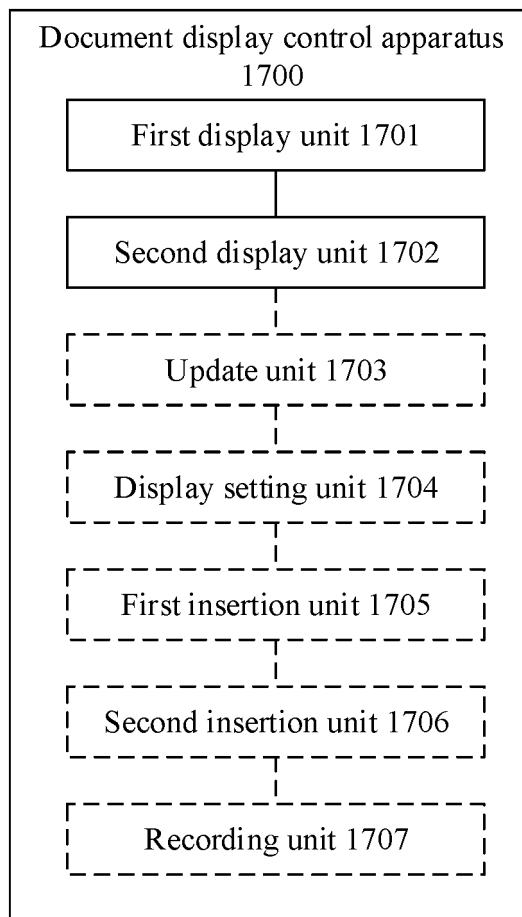 Document display control apparatus
1700
First display unit 1701
Second display unit 1702
Update unit 1703
Display setting unit 1704
First insertion unit 1705
Second insertion unit 1706
Recording unit 1707